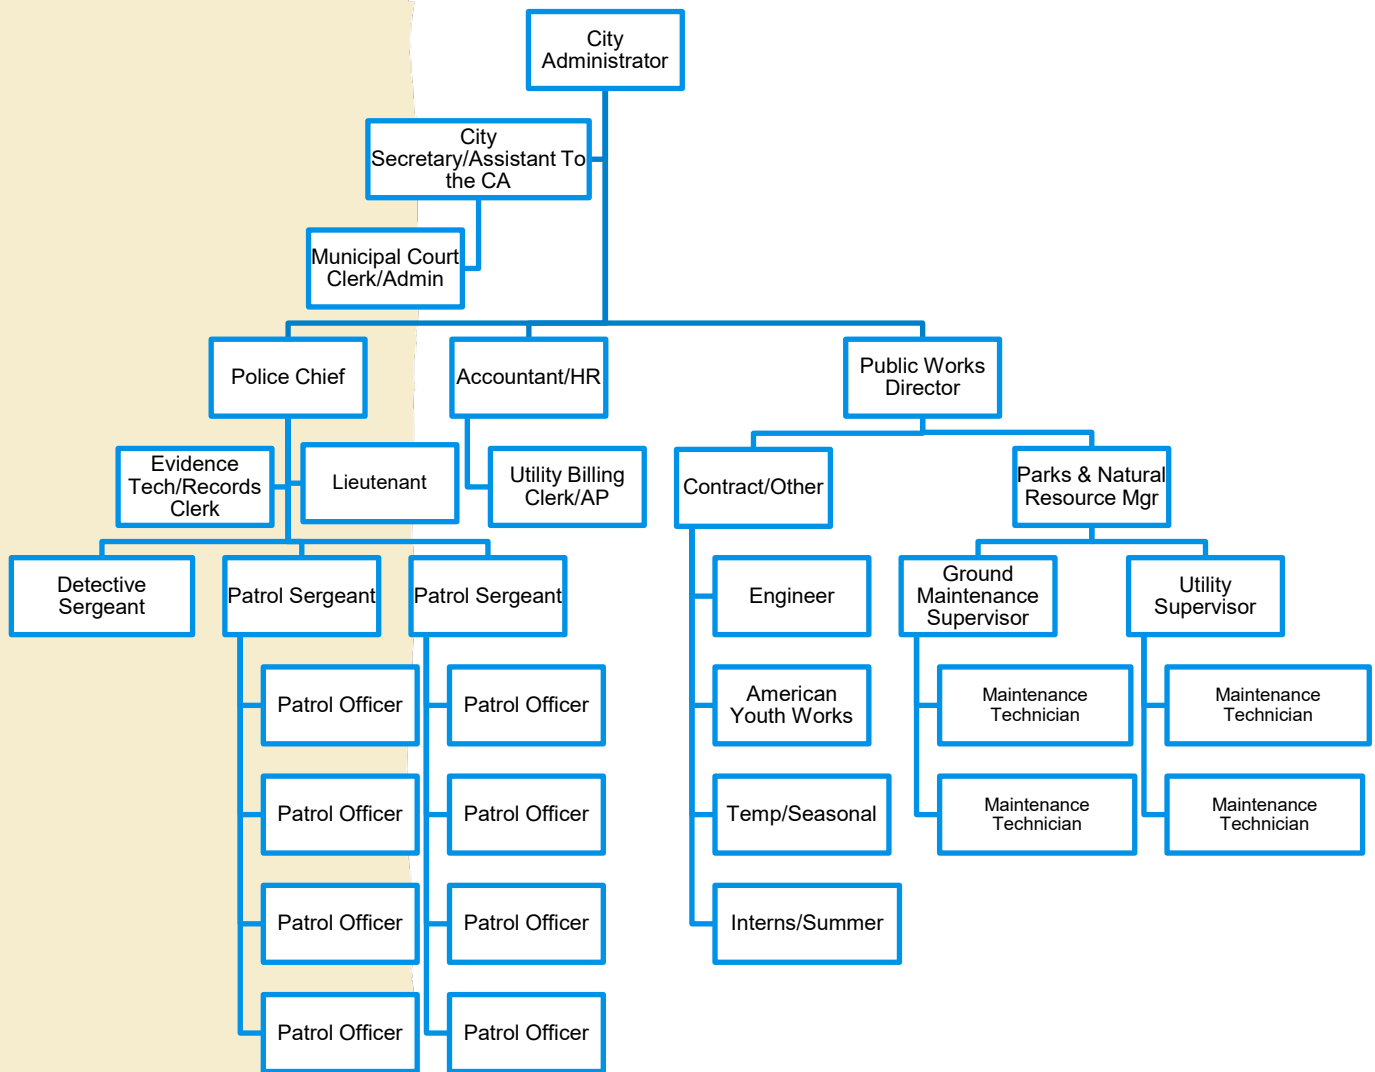 City
Administrator
City
Secretary/Assistant To
the CA
Municipal Court
Clerk/Admin
Police Chief
Accountant/HR
Public Works
Director
Evidence
Tech/Records
Clerk
Lieutenant
Utility Billing
Clerk/AP
Contract/Other
Parks & Natural
Resource Mgr
Detective
Sergeant
Patrol Sergeant
Patrol Sergeant
Engineer
Ground
Maintenance
Supervisor
Utility
Supervisor
Patrol Officer
Patrol Officer
American
Youth Works
Maintenance
Technician
Maintenance
Technician
Patrol Officer
Patrol Officer
Temp/Seasonal
Maintenance
Technician
Maintenance
Technician
Patrol Officer
Patrol Officer
Interns/Summer
Patrol Officer
Patrol Officer